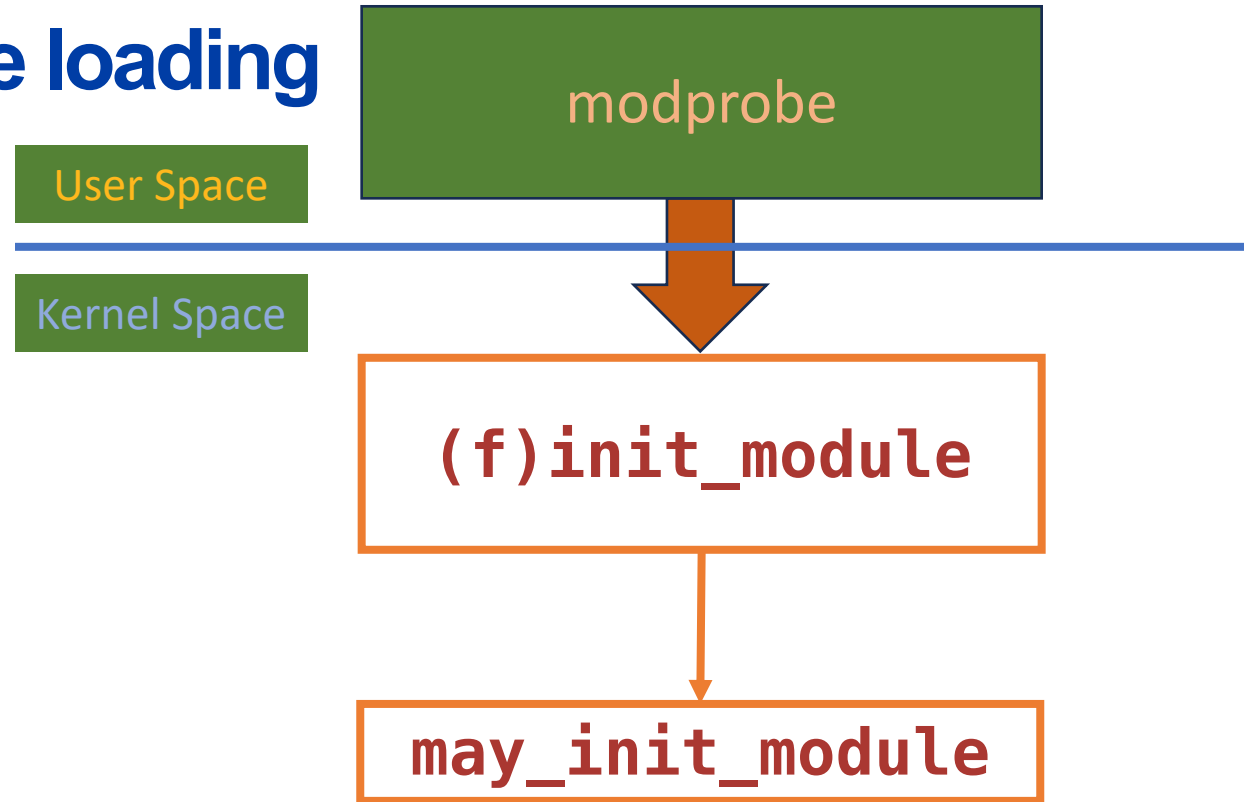 e loading
modprobe
User Space
Kernel Space
(f)init_module
may_init_module